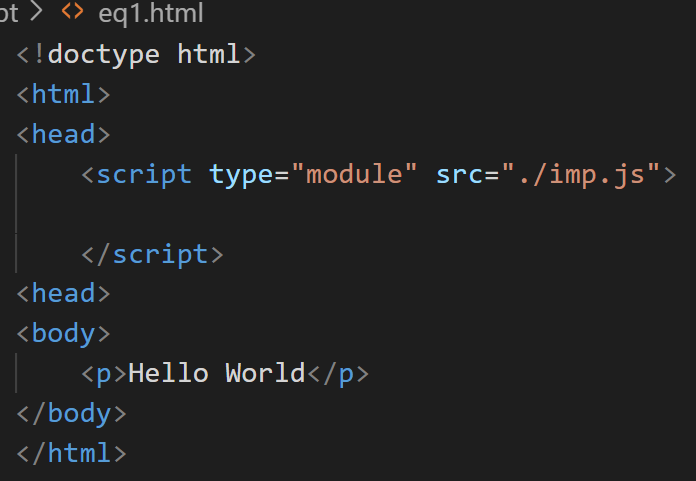 pt > <> eq1.html
<!doctype html>
<html>
<head>
    <script type="module" src="./imp.js">
    </script>
<head>
<body>
    <p>Hello World</p>
</body>
</html>